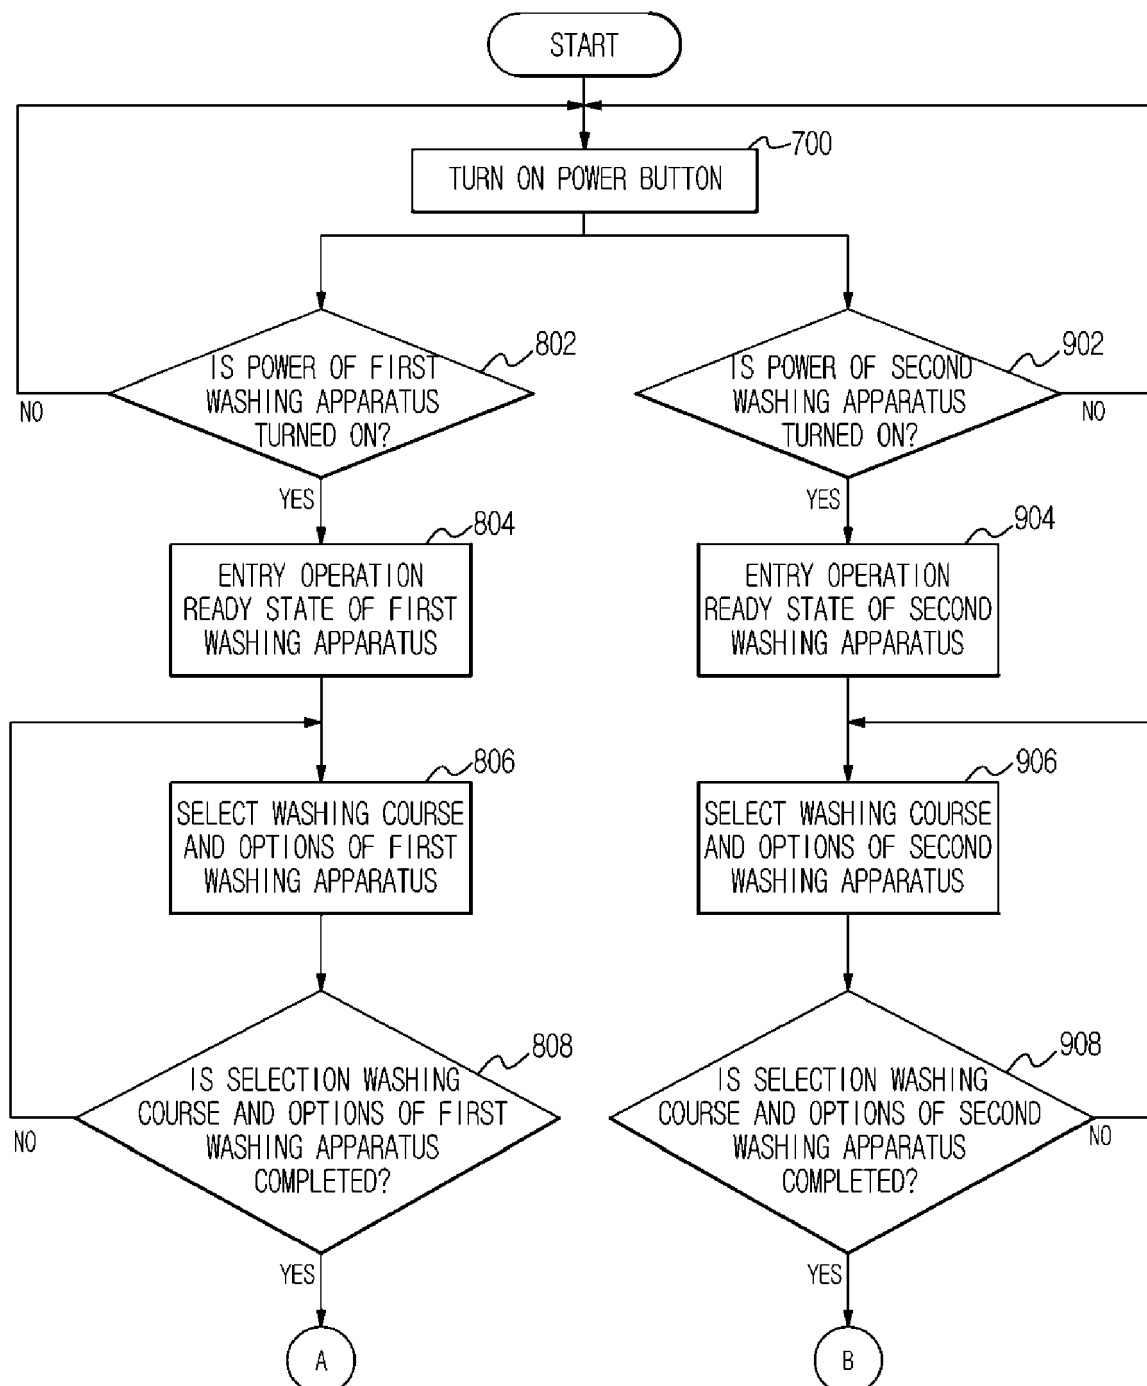 START
700
TURN ON POWER BUTTON
802
IS POWER OF FIRST
WASHING APPARATUS
TURNED ON?
NO
YES
902
IS POWER OF SECOND
WASHING APPARATUS
TURNED ON?
NO
YES
804
ENTRY OPERATION
READY STATE OF FIRST
WASHING APPARATUS
904
ENTRY OPERATION
READY STATE OF SECOND
WASHING APPARATUS
806
SELECT WASHING COURSE
AND OPTIONS OF FIRST
WASHING APPARATUS
906
SELECT WASHING COURSE
AND OPTIONS OF SECOND
WASHING APPARATUS
808
IS SELECTION WASHING
COURSE AND OPTIONS OF FIRST
WASHING APPARATUS
COMPLETED?
NO
YES
908
IS SELECTION WASHING
COURSE AND OPTIONS OF SECOND
WASHING APPARATUS
COMPLETED?
NO
YES
A
B